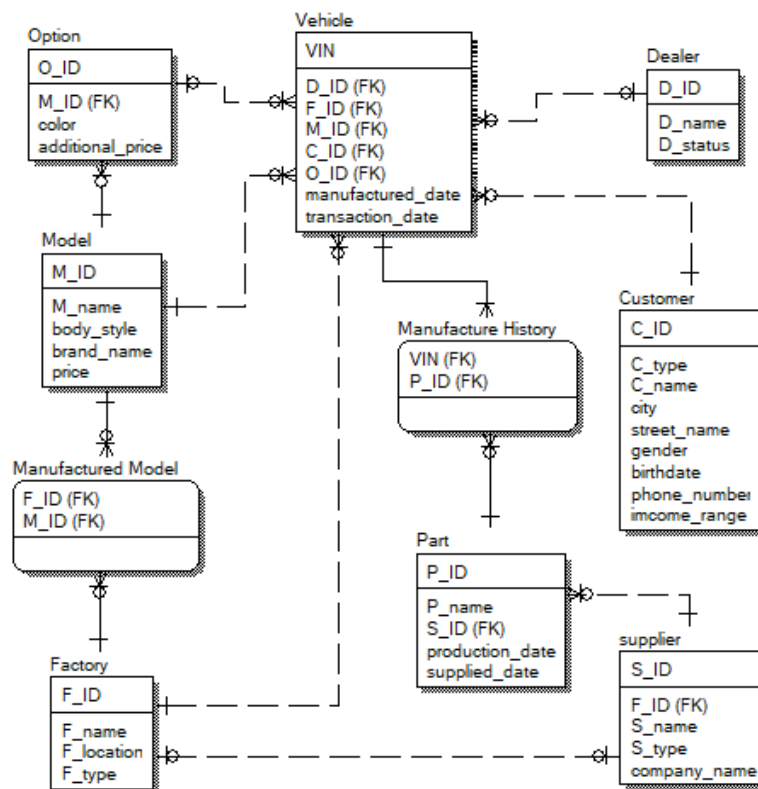 Vehicle
VIN
D_ID (FK)
F_ID (FK)
M_ID (FK)
C_ID (FK)
O_ID (FK)
manufactured_date
transaction_date
Option
O_ID
M_ID (FK)
color
additional_price
Dealer
D_ID
D_name
D_status
Model
M_ID
M_name
body_style
brand_name
price
Customer
C_ID
C_type
C_name
city
street_name
gender
birthdate
phone_number
imcome_range
Manufacture History
VIN (FK)
P_ID (FK)
Manufactured Model
F_ID (FK)
M_ID (FK)
Part
P_ID
P_name
S_ID (FK)
production_date
supplied_date
supplier
S_ID
F_ID (FK)
S_name
S_type
company_name
Factory
F_ID
F_name
F_location
F_type